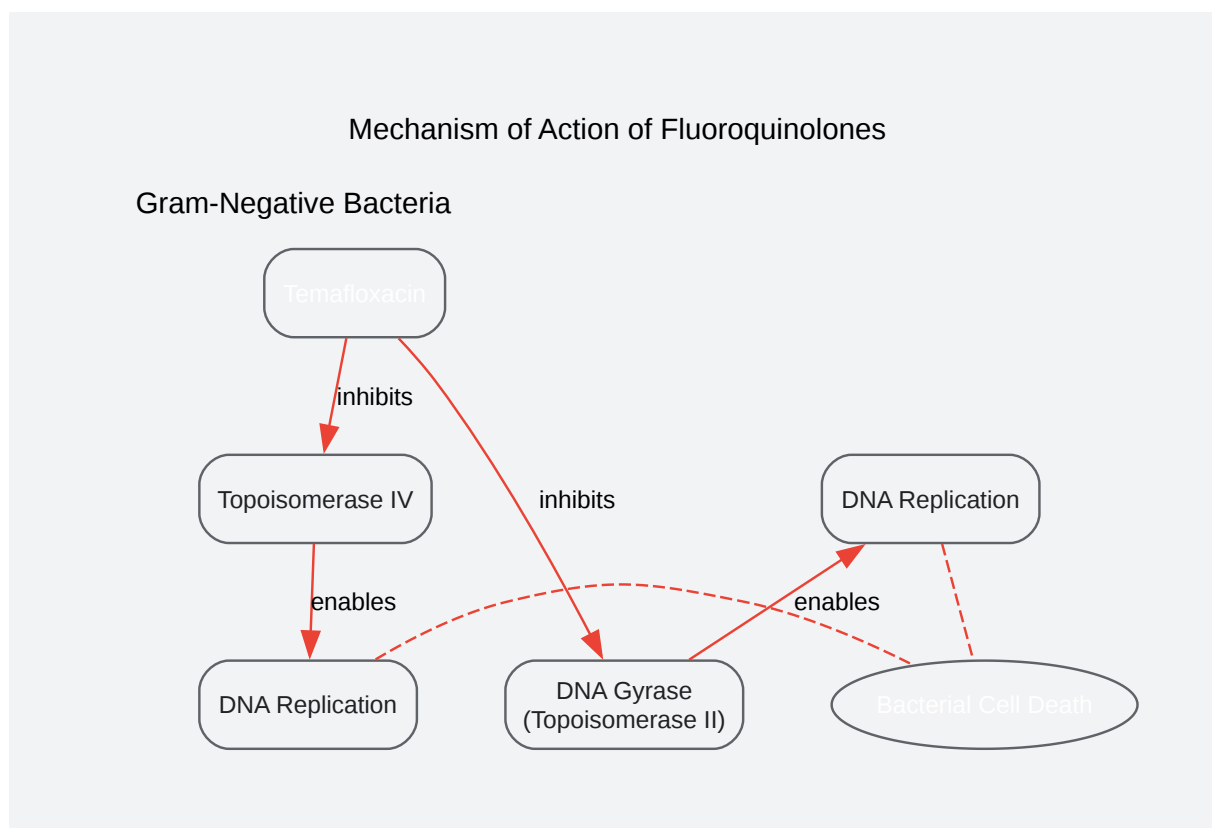 Mechanism of Action of Fluoroquinolones
Gram-Negative Bacteria
Temafloxacin
inhibits
Topoisomerase IV
inhibits
DNA Replication
enables
enables
DNA Replication
DNA Gyrase
(Topoisomerase II)
Bacterial Cell Death